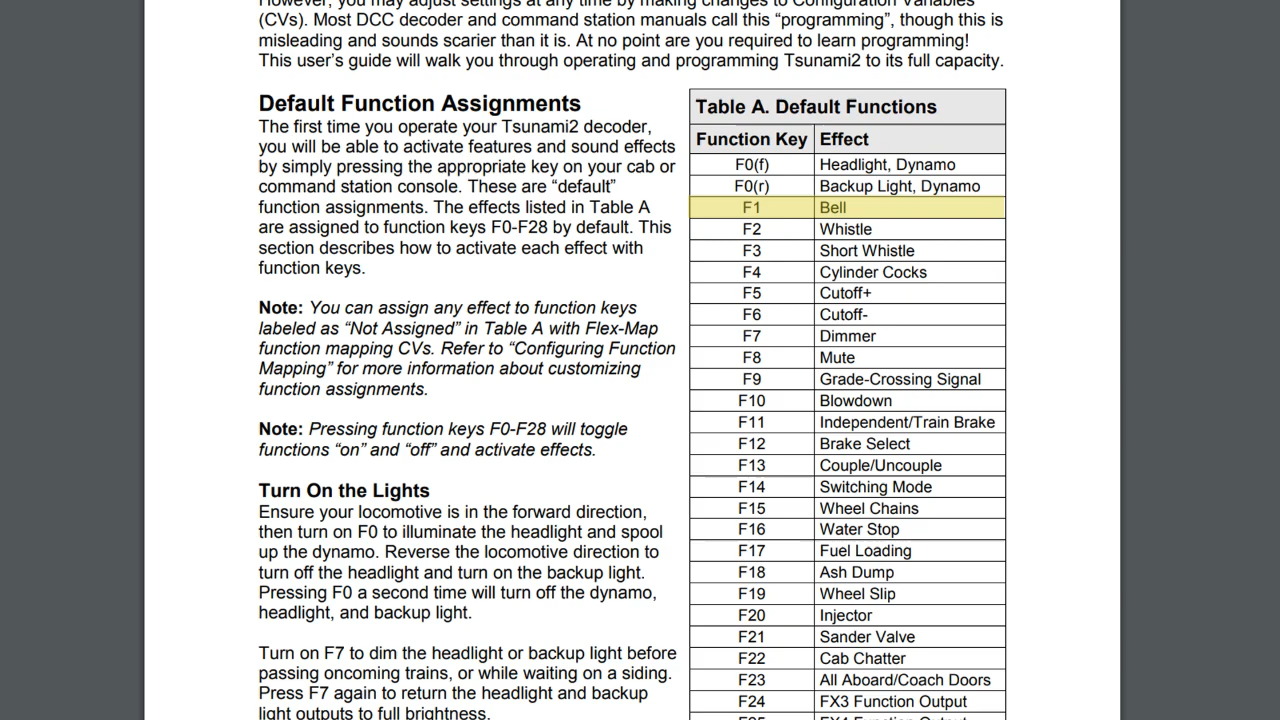 However, you may adjust settings at any time by making changes to Configuration Variables
(CVs). Most DCC decoder and command station manuals call this “programming”, though this is
misleading and sounds scarier than it is. At no point are you required to learn programming!
This user’s guide will walk you through operating and programming Tsunami2 to its full capacity.
Default Function Assignments
The first time you operate your Tsunami2 decoder,
you will be able to activate features and sound effects
by simply pressing the appropriate key on your cab or
command station console. These are “default”
function assignments. The effects listed in Table A
are assigned to function keys F0-F28 by default. This
section describes how to activate each effect with
function keys.
Note: You can assign any effect to function keys
labeled as “Not Assigned” in Table A with Flex-Map
function mapping CVs. Refer to “Configuring Function
Mapping” for more information about customizing
function assignments.
Note: Pressing function keys F0-F28 will toggle
functions “on” and “off” and activate effects.
Turn On the Lights
Ensure your locomotive is in the forward direction,
then turn on F0 to illuminate the headlight and spool
up the dynamo. Reverse the locomotive direction to
turn off the headlight and turn on the backup light.
Pressing F0 a second time will turn off the dynamo,
headlight, and backup light.
Turn on F7 to dim the headlight or backup light before
passing oncoming trains, or while waiting on a siding.
Press F7 again to return the headlight and backup
light outputs to full brightness.
Table A. Default Functions
Function Key Effect
F0(f) Headlight, Dynamo
F0(r) Backup Light, Dynamo
F1 Bell
F2 Whistle
F3 Short Whistle
F4 Cylinder Cocks
F5 Cutoff+
F6 Cutoff-
F7 Dimmer
F8 Mute
F9 Grade-Crossing Signal
F10 Blowdown
F11 Independent/Train Brake
F12 Brake Select
F13 Couple/Uncouple
F14 Switching Mode
F15 Wheel Chains
F16 Water Stop
F17 Fuel Loading
F18 Ash Dump
F19 Wheel Slip
F20 Injector
F21 Sander Valve
F22 Cab Chatter
F23 All Aboard/Coach Doors
F24 FX3 Function Output
F25 FX4 Function Output